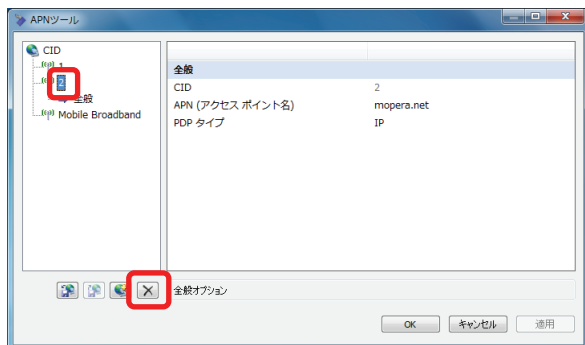 APNツール
CID
1
2
全般
Mobile Broadband
全般
CID 2
APN (アクセス ポイント名) mopera.net
PDP タイプ IP
全般オプション
OK キャンセル 適用